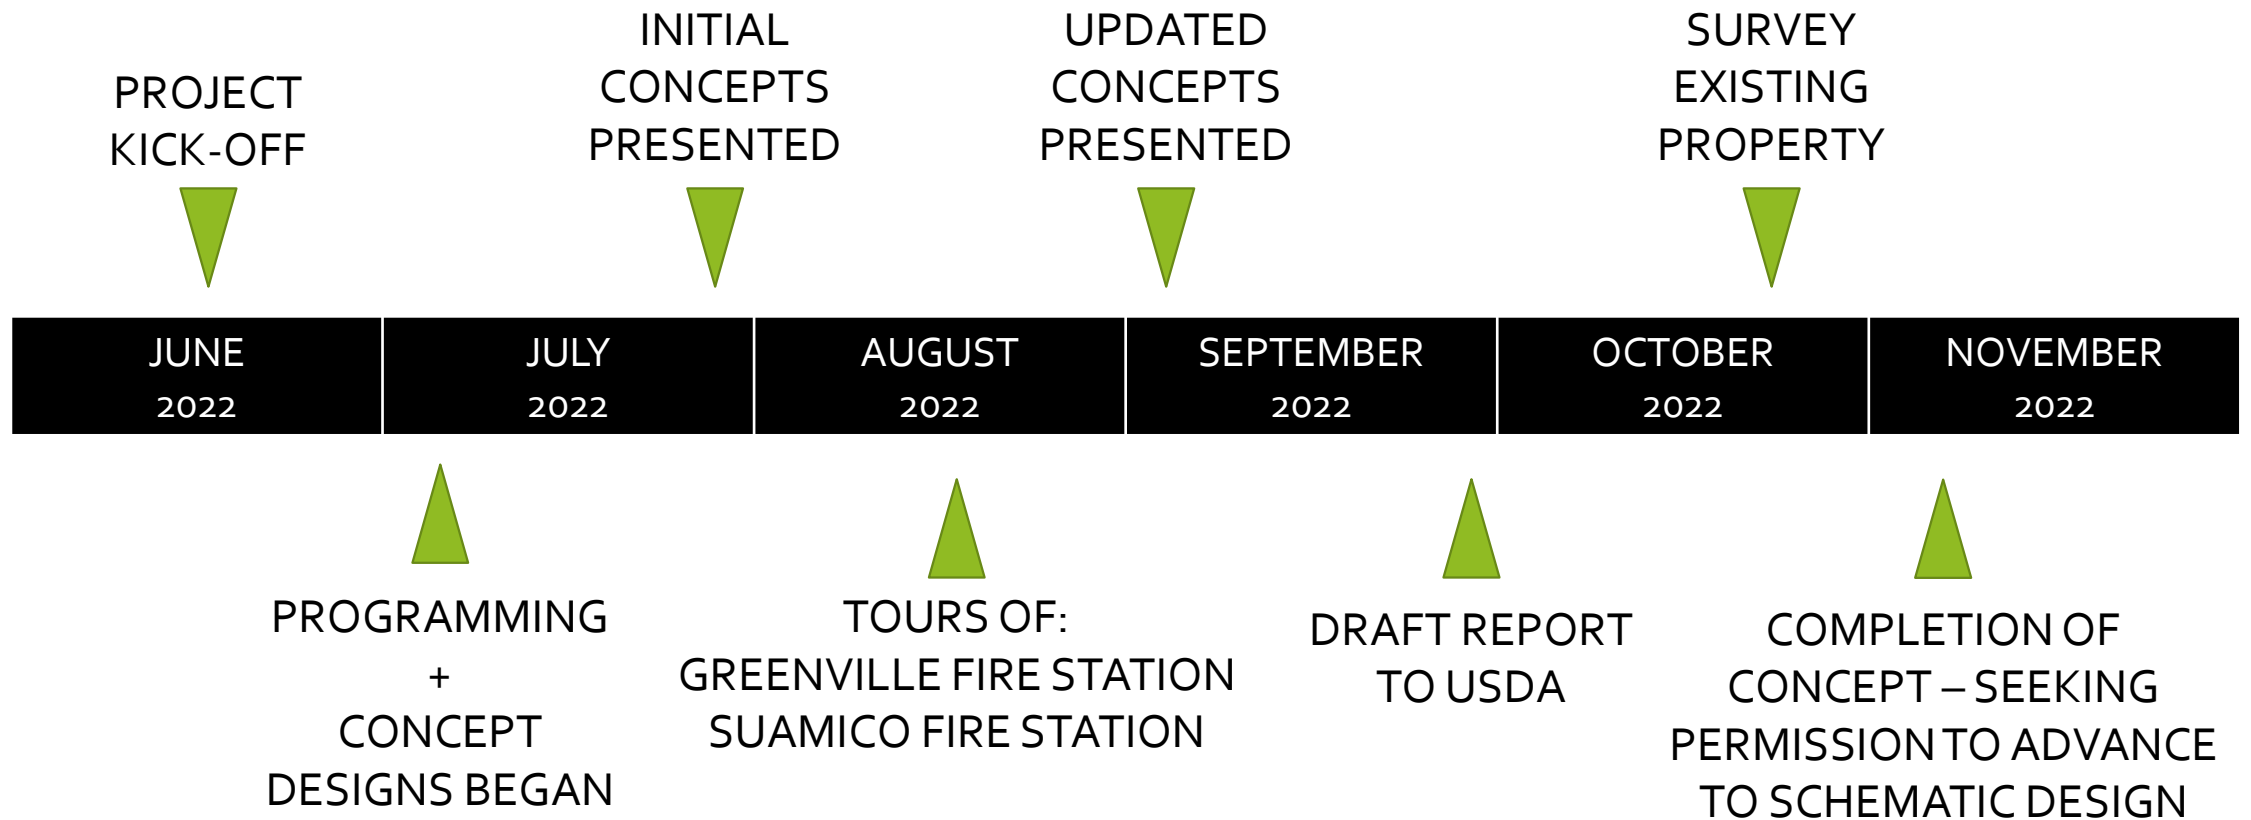 PROJECT
KICK-OFF
INITIAL
CONCEPTS
PRESENTED
UPDATED
CONCEPTS
PRESENTED
SURVEY
EXISTING
PROPERTY
JUNE
2022
JULY
2022
AUGUST
2022
SEPTEMBER
2022
OCTOBER
2022
NOVEMBER
2022
PROGRAMMING
+
CONCEPT
DESIGNS BEGAN
TOURS OF:
GREENVILLE FIRE STATION
SUAMICO FIRE STATION
DRAFT REPORT
TO USDA
COMPLETION OF
CONCEPT – SEEKING
PERMISSION TO ADVANCE
TO SCHEMATIC DESIGN